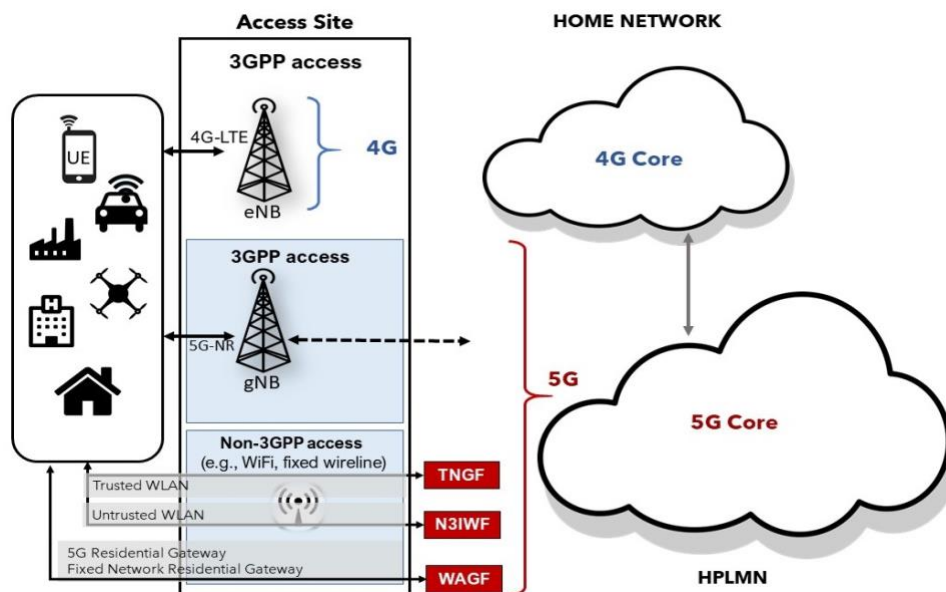 Access Site
HOME NETWORK
3GPP access
UE
4G-LTE
eNB
4G
4G Core
3GPP access
5G-NR
gNB
H
5G
5G Core
Non-3GPP access
(e.g., WiFi, fixed wireline)
Trusted WLAN
TNGF
Untrusted WLAN
N3IWF
5G Residential Gateway
Fixed Network Residential Gateway
WAGF
HPLMN